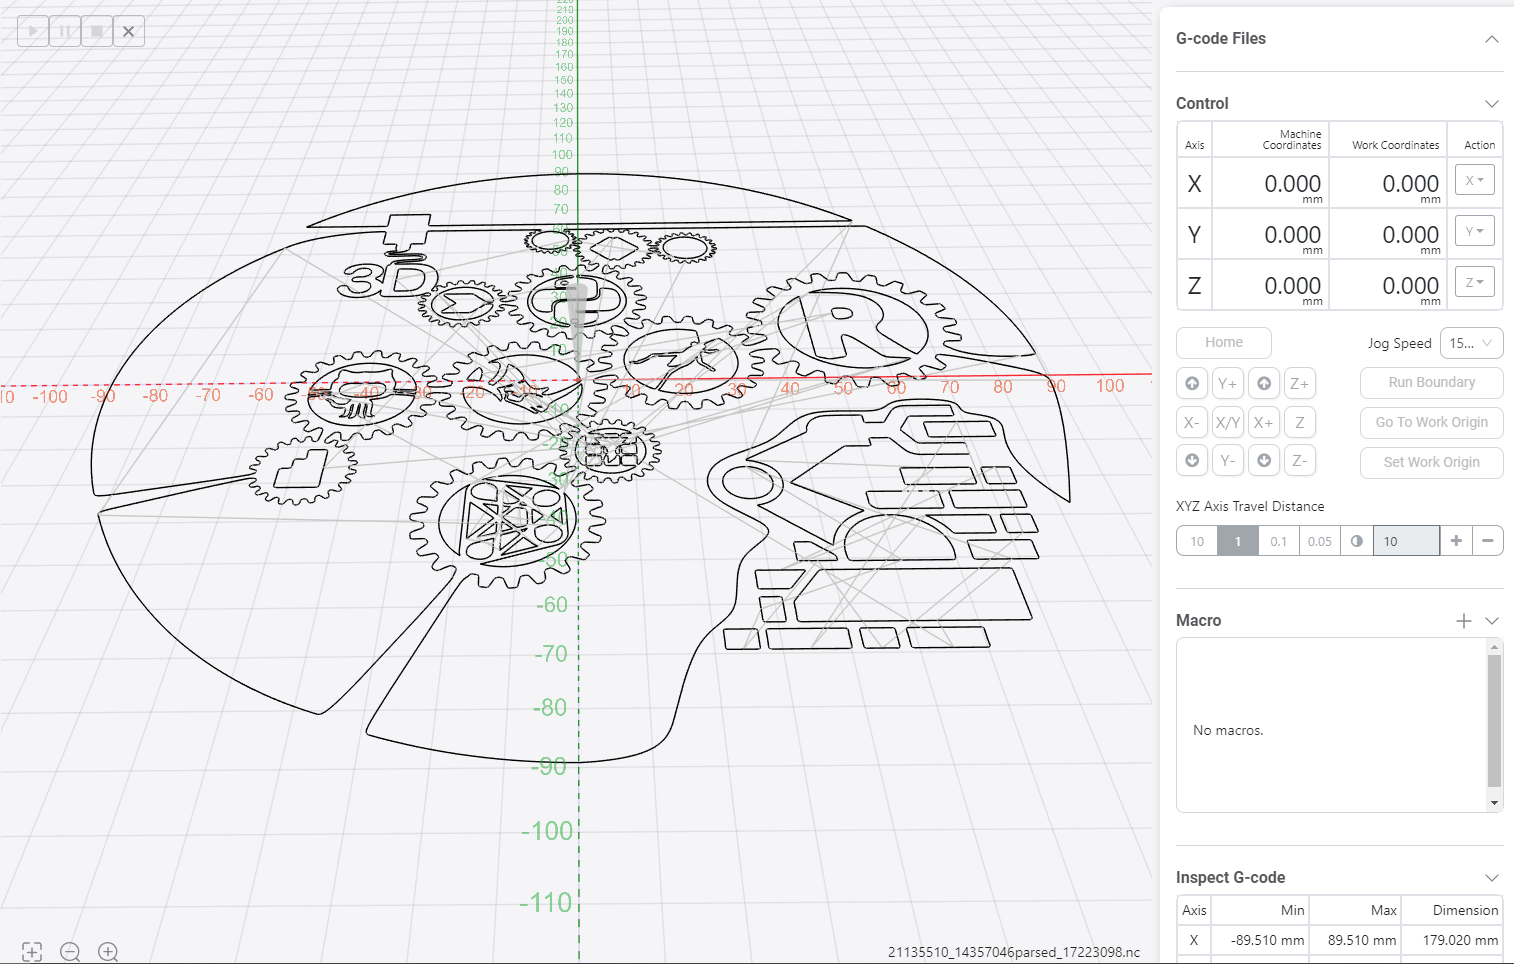 G-code Files
Control
Axis Machine Coordinates Work Coordinates Action
X 0.000 mm 0.000 mm X
Y 0.000 mm 0.000 mm Y
Z 0.000 mm 0.000 mm Z
Home Jog Speed 15...
Y+ Z+ Run Boundary
X- X/Y X+ Z Go To Work Origin
Y- Z- Set Work Origin
XYZ Axis Travel Distance
10 1 0.1 0.05 10
Macro
No macros.
Inspect G-code
Axis Min Max Dimension
X -89.510 mm 89.510 mm 179.020 mm
210
200
190
180
170
160
150
140
130
120
110
100
90
80
70
3D
R
10
-100 -90 -80 -70 -60 -40 -20 20 30 40 50 60 70 80 90 100
-50
-60
-70
-80
-90
-100
-110
21135510_14357046parsed_17223098.nc